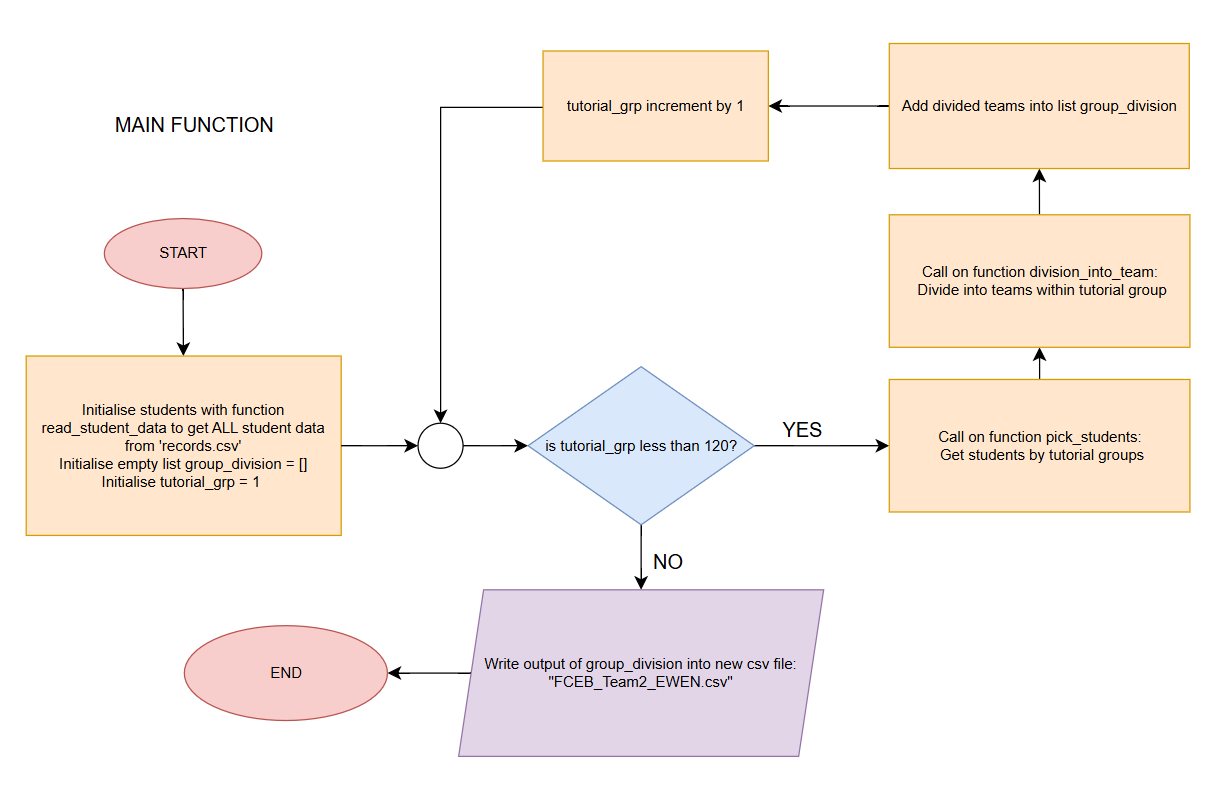 MAIN FUNCTION
START
Initialise students with function
read_student_data to get ALL student data
from 'records.csv'
Initialise empty list group_division = []
Initialise tutorial_grp = 1
is tutorial_grp less than 120?
YES
Call on function pick_students:
Get students by tutorial groups
Call on function division_into_team:
Divide into teams within tutorial group
Add divided teams into list group_division
tutorial_grp increment by 1
NO
Write output of group_division into new csv file:
"FCEB_Team2_EWEN.csv"
END